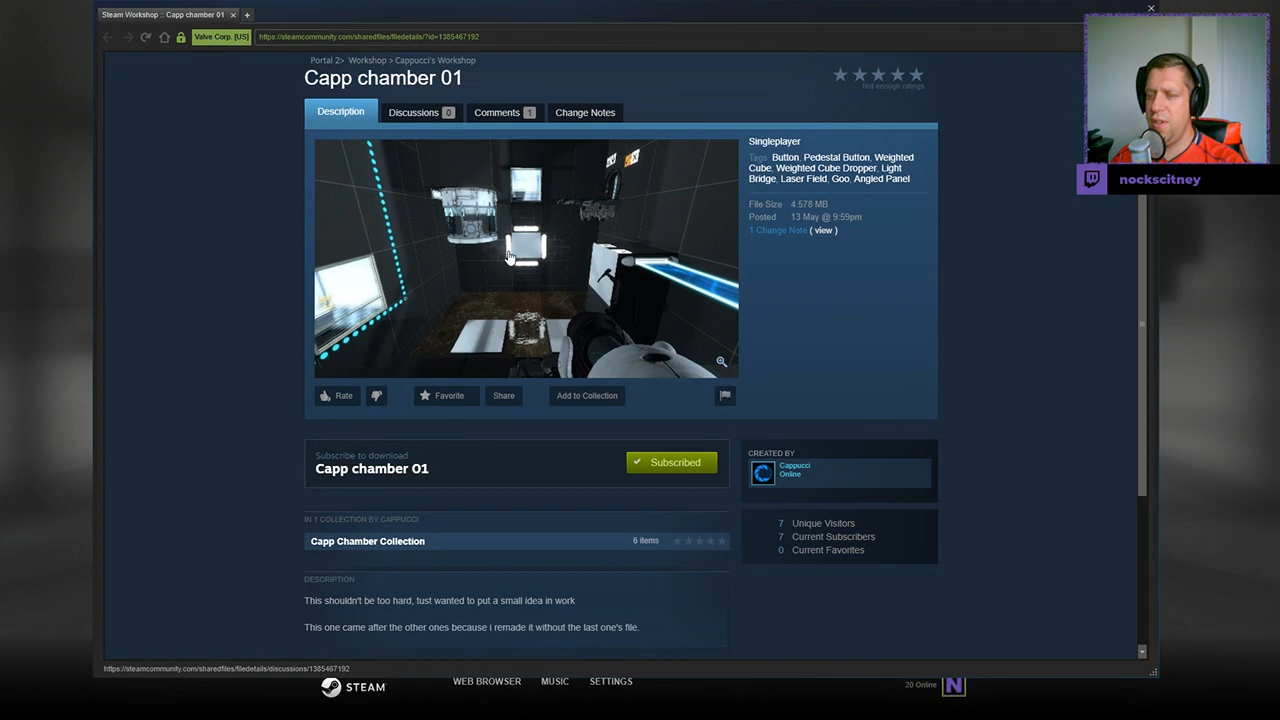 Steam Workshop :: Capp chamber 01
Valve Corp. [US]
https://steamcommunity.com/sharedfiles/filedetails/?id=1385467192
Portal 2> Workshop > Cappucci's Workshop
Capp chamber 01
Not enough ratings
Description
Discussions 0
Comments 1
Change Notes
Singleplayer
Tags: Button, Pedestal Button, Weighted
Cube, Weighted Cube Dropper, Light
Bridge, Laser Field, Goo, Angled Panel
File Size 4.578 MB
Posted 13 May @ 9:59pm
1 Change Note ( view )
nockscitney
Rate
Favorite
Share
Add to Collection
Subscribe to download
Capp chamber 01
Subscribed
CREATED BY
Cappucci
Online
IN 1 COLLECTION BY CAPPUCCI
Capp Chamber Collection
6 items
7 Unique Visitors
7 Current Subscribers
0 Current Favorites
DESCRIPTION
This shouldn't be too hard, tust wanted to put a small idea in work
This one came after the other ones because i remade it without the last one's file.
https://steamcommunity.com/sharedfiles/filedetails/discussions/1385467192
STEAM
WEB BROWSER
MUSIC
SETTINGS
20 Online
N